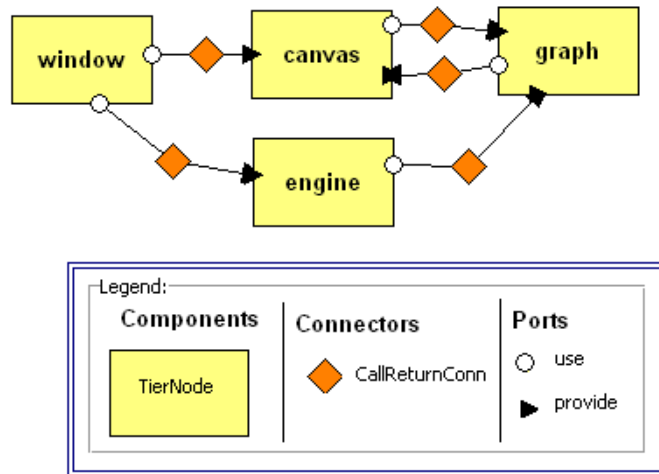 window
canvas
graph
engine
Legend:
Components
Connectors
Ports
TierNode
CallReturnConn
use
provide